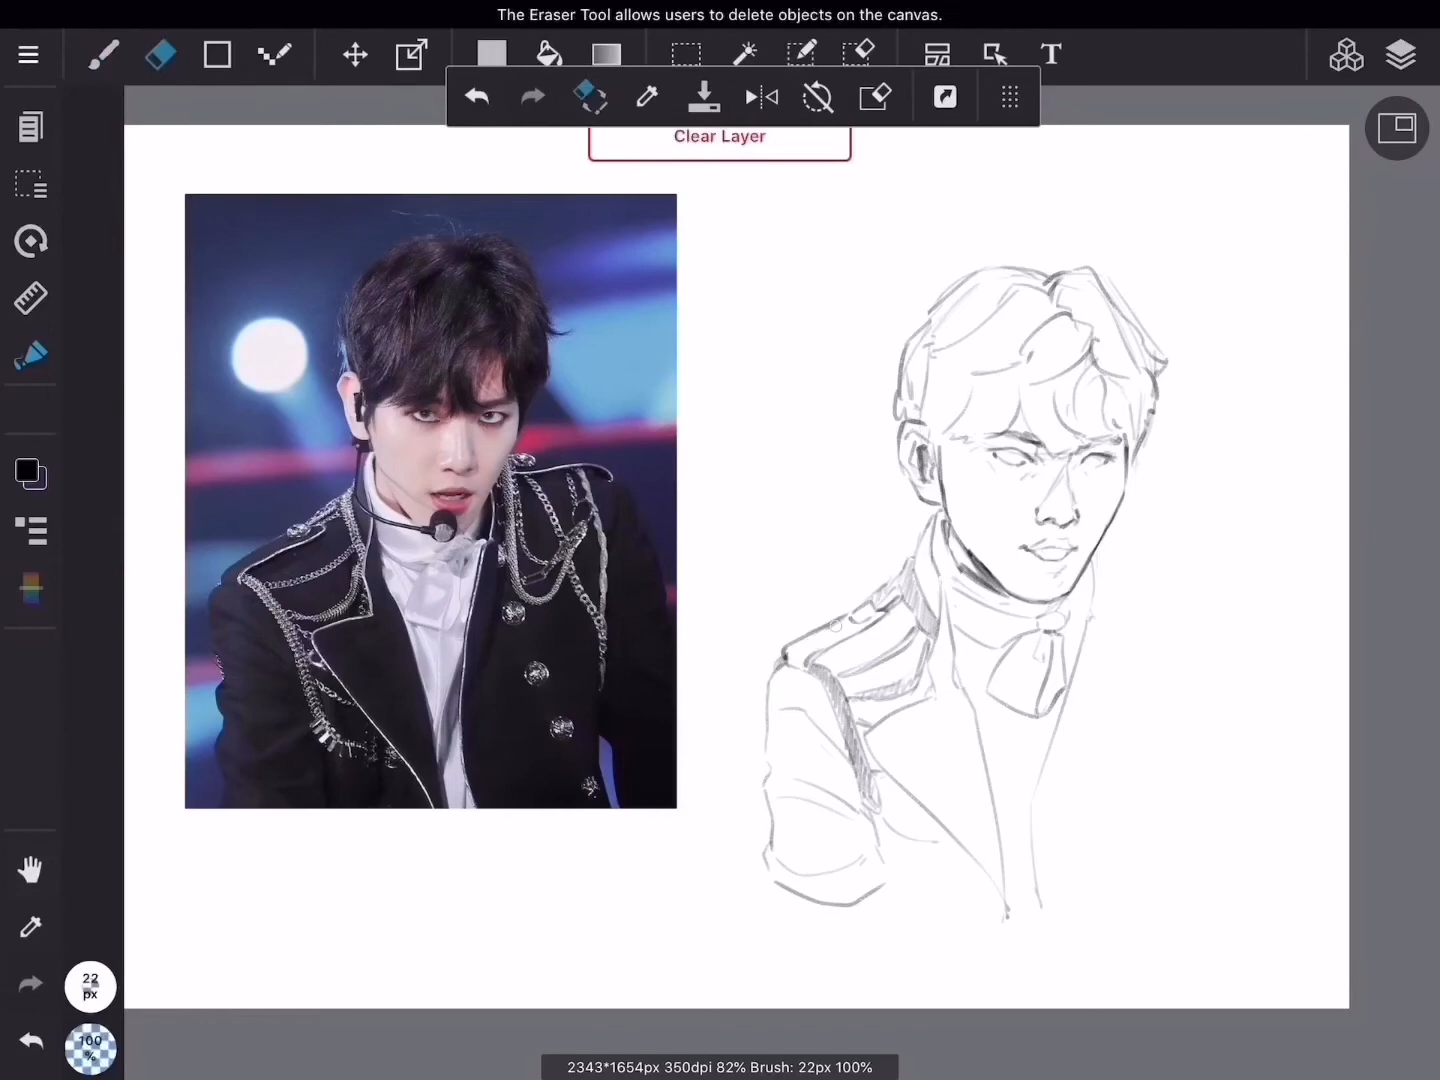 The Eraser Tool allows users to delete objects on the canvas.
T
Clear Layer
22
px
100
%
2343*1654px 350dpi 82% Brush: 22px 100%